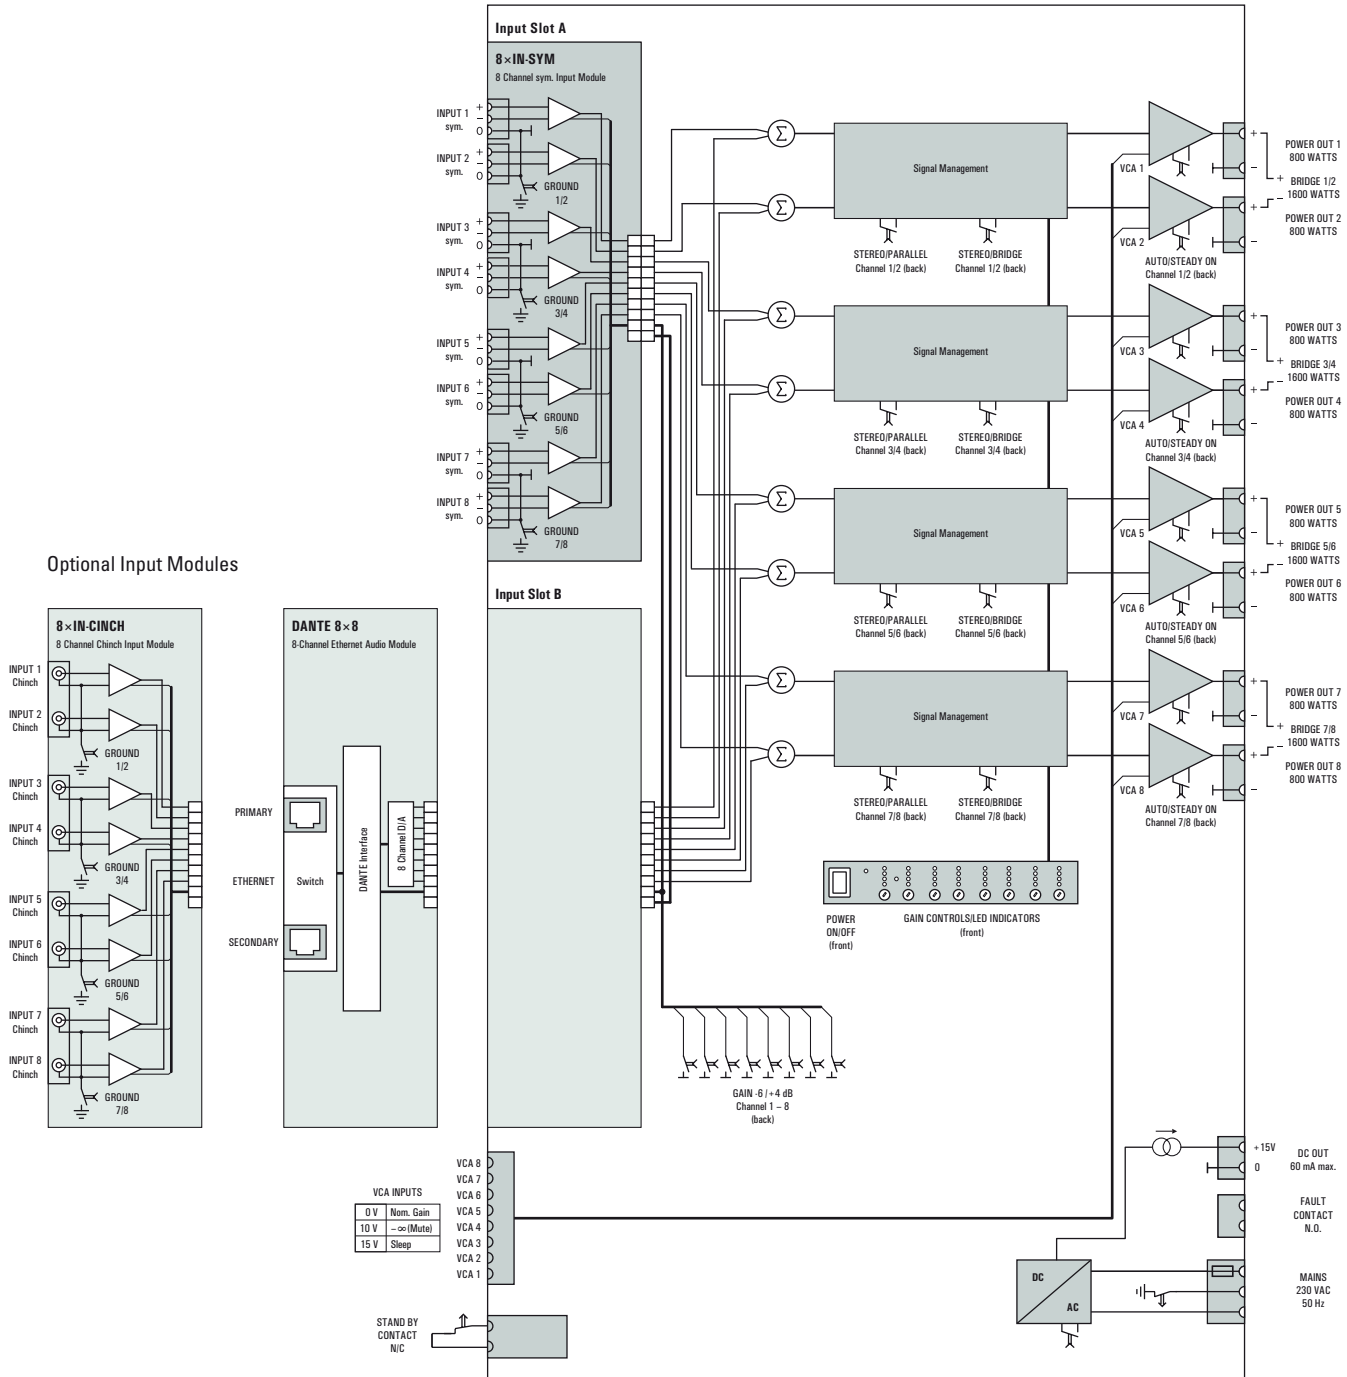 Input Slot A
8×IN-SYM
8 Channel sym. Input Module
INPUT 1
sym.
+
−
0
INPUT 2
sym.
+
−
0
GROUND
1/2
INPUT 3
sym.
+
−
0
INPUT 4
sym.
+
−
0
GROUND
3/4
INPUT 5
sym.
+
−
0
INPUT 6
sym.
+
−
0
GROUND
5/6
INPUT 7
sym.
+
−
0
INPUT 8
sym.
+
−
0
GROUND
7/8
Σ
Σ
Signal Management
STEREO/PARALLEL
Channel 1/2 (back)
STEREO/BRIDGE
Channel 1/2 (back)
VCA 1
VCA 2
AUTO/STEADY ON
Channel 1/2 (back)
+
−
+
−
POWER OUT 1
800 WATTS
+ BRIDGE 1/2
− 1600 WATTS
POWER OUT 2
800 WATTS
Σ
Σ
Signal Management
STEREO/PARALLEL
Channel 3/4 (back)
STEREO/BRIDGE
Channel 3/4 (back)
VCA 3
VCA 4
AUTO/STEADY ON
Channel 3/4 (back)
+
−
+
−
POWER OUT 3
800 WATTS
+ BRIDGE 3/4
− 1600 WATTS
POWER OUT 4
800 WATTS
Σ
Σ
Signal Management
STEREO/PARALLEL
Channel 5/6 (back)
STEREO/BRIDGE
Channel 5/6 (back)
VCA 5
VCA 6
AUTO/STEADY ON
Channel 5/6 (back)
+
−
+
−
POWER OUT 5
800 WATTS
+ BRIDGE 5/6
− 1600 WATTS
POWER OUT 6
800 WATTS
Σ
Σ
Signal Management
STEREO/PARALLEL
Channel 7/8 (back)
STEREO/BRIDGE
Channel 7/8 (back)
VCA 7
VCA 8
AUTO/STEADY ON
Channel 7/8 (back)
+
−
+
−
POWER OUT 7
800 WATTS
+ BRIDGE 7/8
− 1600 WATTS
POWER OUT 8
800 WATTS
Optional Input Modules
8×IN-CINCH
8 Channel Chinch Input Module
INPUT 1
Chinch
INPUT 2
Chinch
GROUND
1/2
INPUT 3
Chinch
INPUT 4
Chinch
GROUND
3/4
INPUT 5
Chinch
INPUT 6
Chinch
GROUND
5/6
INPUT 7
Chinch
INPUT 8
Chinch
GROUND
7/8
DANTE 8×8
8-Channel Ethernet Audio Module
PRIMARY
ETHERNET
SECONDARY
Switch
DANTE Interface
8 Channel D/A
Input Slot B
POWER
ON/OFF
(front)
GAIN CONTROLS/LED INDICATORS
(front)
GAIN -6 / +4 dB
Channel 1 – 8
(back)
VCA INPUTS
0 V Nom. Gain
10 V −∞ (Mute)
15 V Sleep
VCA 8
VCA 7
VCA 6
VCA 5
VCA 4
VCA 3
VCA 2
VCA 1
STAND BY
CONTACT
N/C
+15V
0
DC OUT
60 mA max.
FAULT
CONTACT
N.O.
DC
AC
MAINS
230 VAC
50 Hz